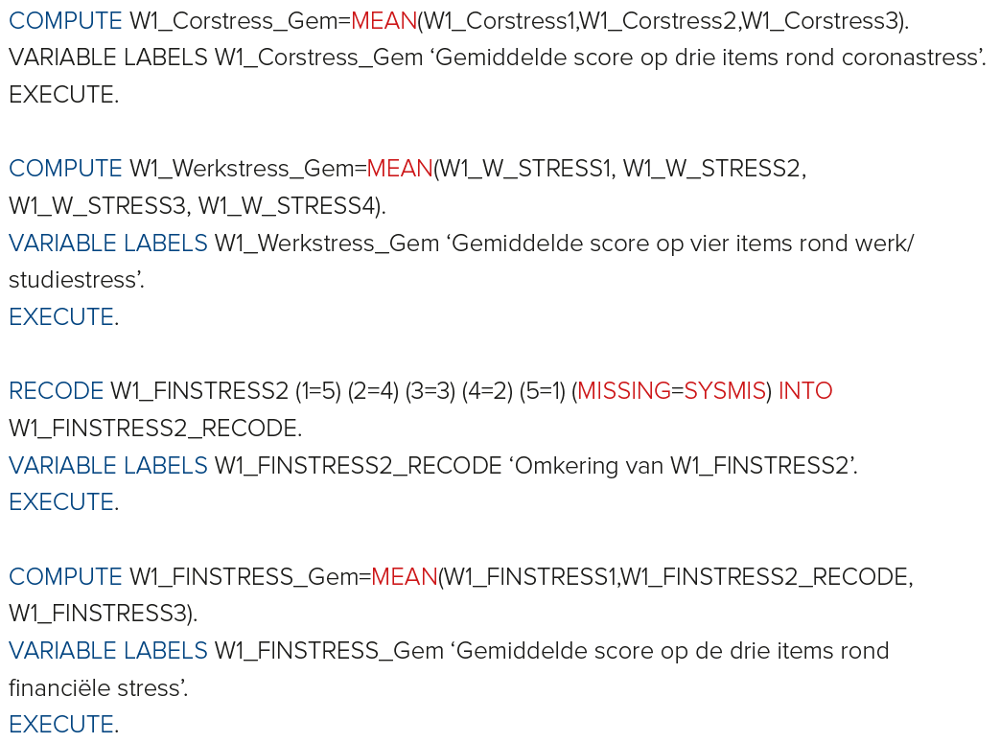 COMPUTE W1_Corstress_Gem=MEAN(W1_Corstress1,W1_Corstress2,W1_Corstress3).
VARIABLE LABELS W1_Corstress_Gem ‘Gemiddelde score op drie items rond coronastress’.
EXECUTE.
COMPUTE W1_Werkstress_Gem=MEAN(W1_W_STRESS1, W1_W_STRESS2,
W1_W_STRESS3, W1_W_STRESS4).
VARIABLE LABELS W1_Werkstress_Gem ‘Gemiddelde score op vier items rond werk/
studiestress’.
EXECUTE.
RECODE W1_FINSTRESS2 (1=5) (2=4) (3=3) (4=2) (5=1) (MISSING=SYSMIS) INTO
W1_FINSTRESS2_RECODE.
VARIABLE LABELS W1_FINSTRESS2_RECODE ‘Omkering van W1_FINSTRESS2’.
EXECUTE.
COMPUTE W1_FINSTRESS_Gem=MEAN(W1_FINSTRESS1,W1_FINSTRESS2_RECODE,
W1_FINSTRESS3).
VARIABLE LABELS W1_FINSTRESS_Gem ‘Gemiddelde score op de drie items rond
financiële stress’.
EXECUTE.